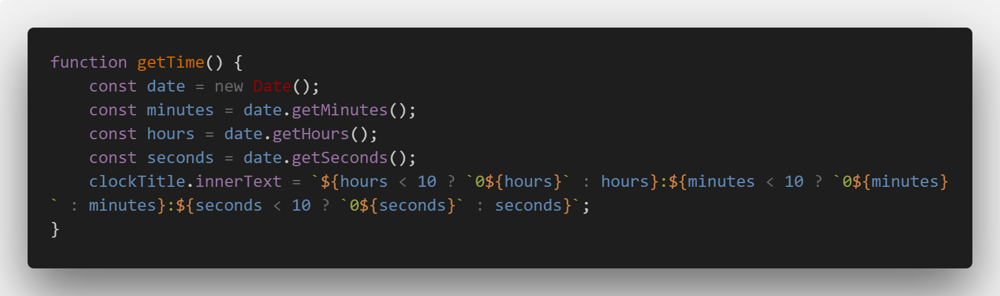 function getTime() {
    const date = new Date();
    const minutes = date.getMinutes();
    const hours = date.getHours();
    const seconds = date.getSeconds();
    clockTitle.innerText = `${hours < 10 ? `0${hours}` : hours}:${minutes < 10 ? `0${minutes}
` : minutes}:${seconds < 10 ? `0${seconds}` : seconds}`;
}